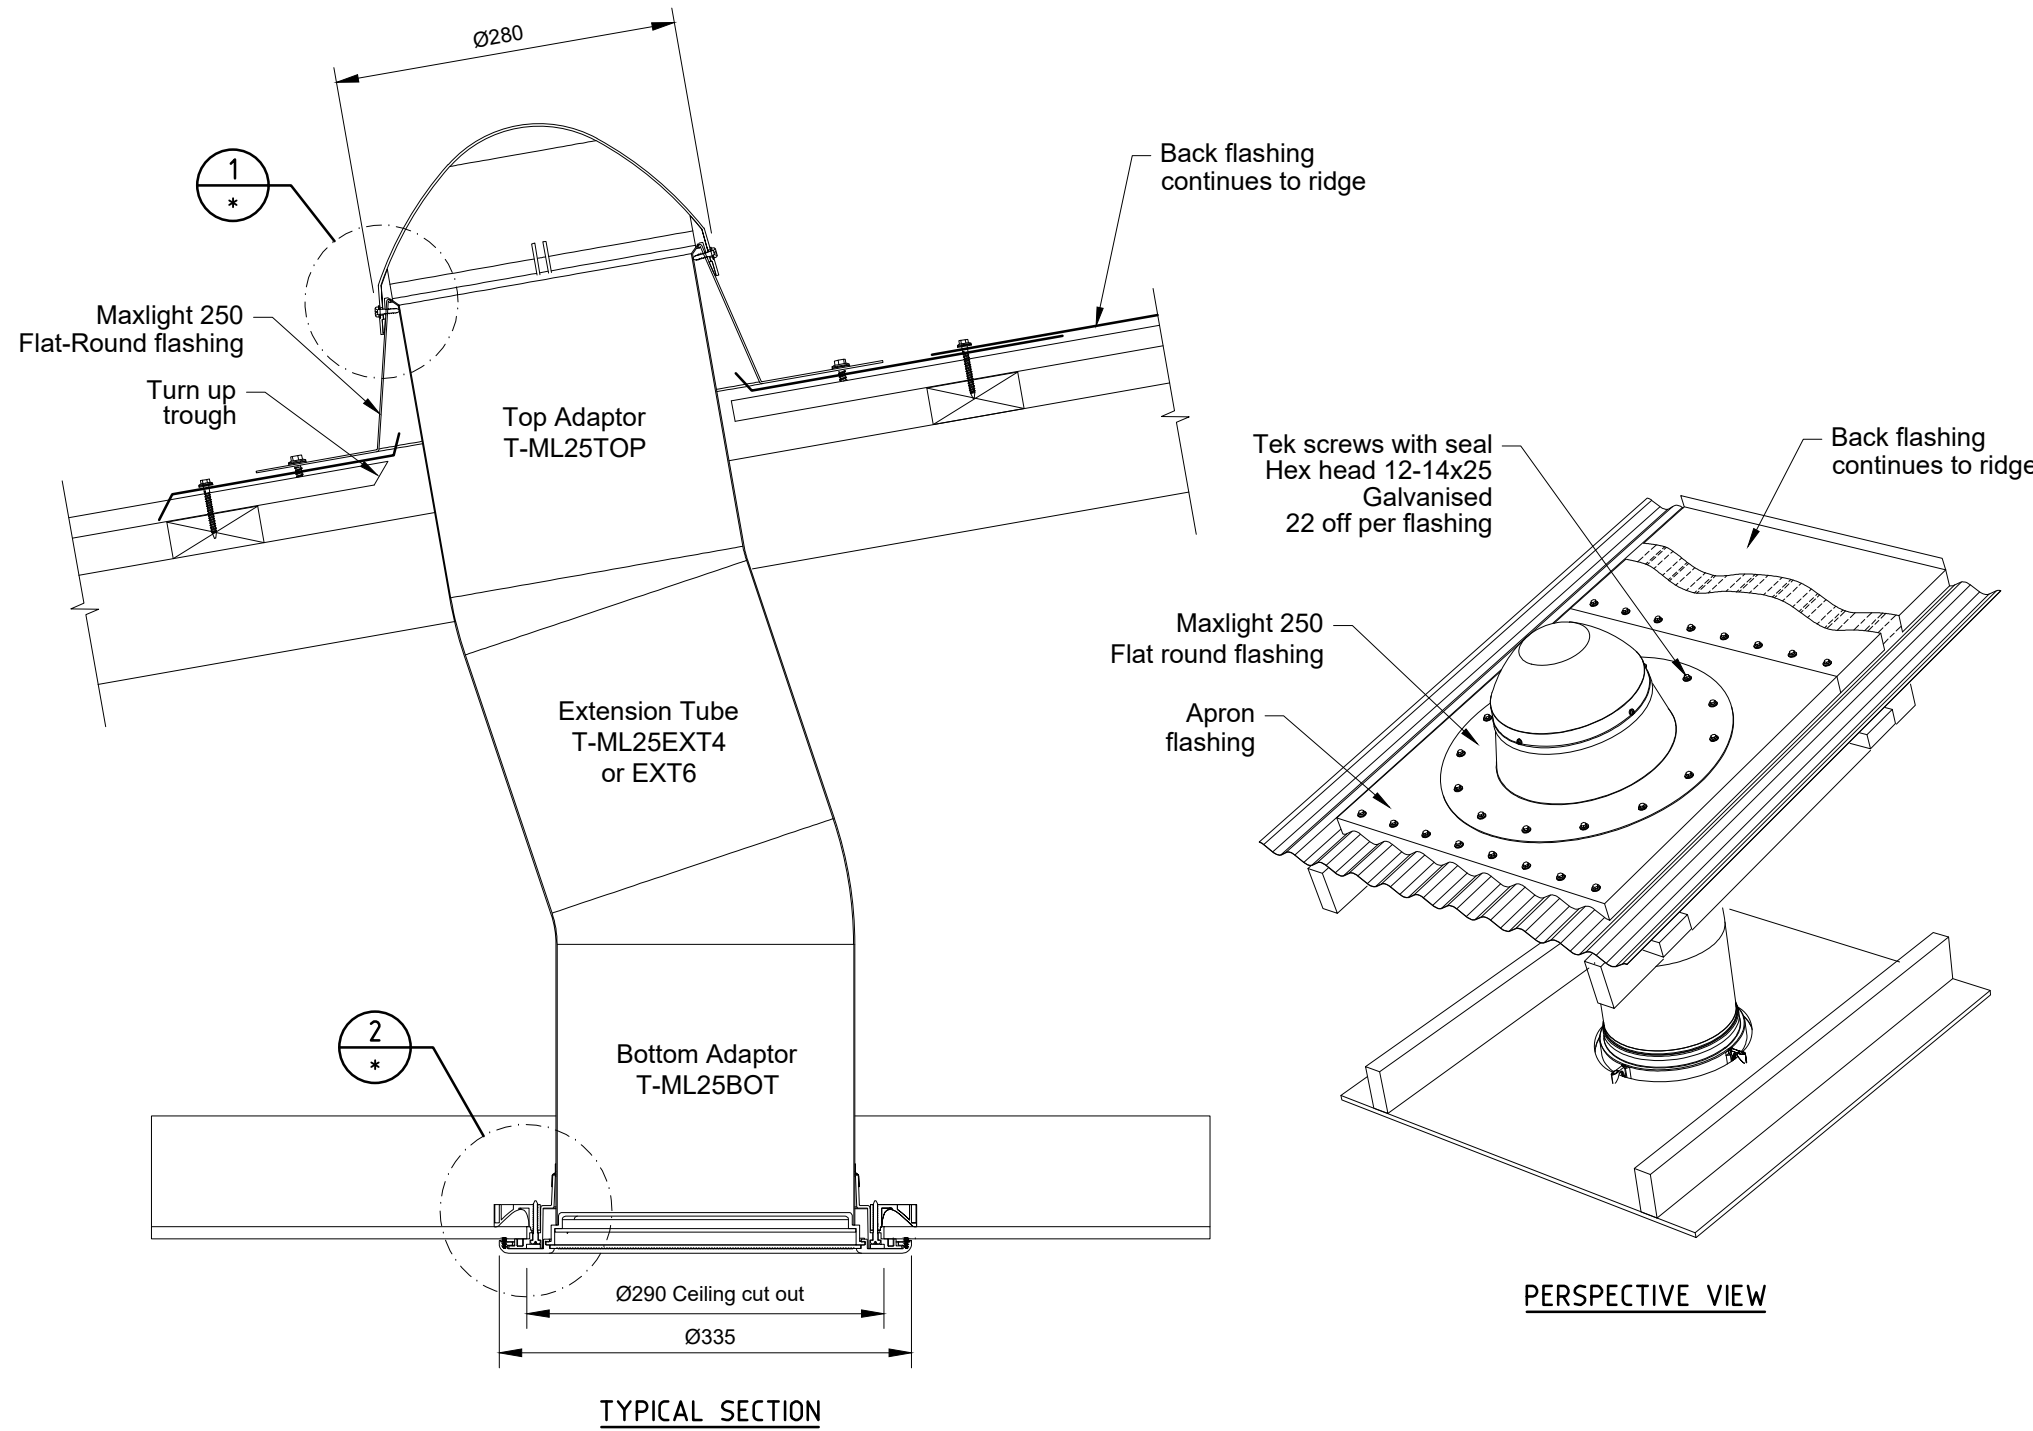 Ø280
1
*
Back flashing
continues to ridge
Maxlight 250
Flat-Round flashing
Turn up
trough
Top Adaptor
T-ML25TOP
Extension Tube
T-ML25EXT4
or EXT6
2
*
Bottom Adaptor
T-ML25BOT
Ø290 Ceiling cut out
Ø335
TYPICAL SECTION
Tek screws with seal
Hex head 12-14x25
Galvanised
22 off per flashing
Back flashing
continues to ridge
Maxlight 250
Flat round flashing
Apron
flashing
PERSPECTIVE VIEW